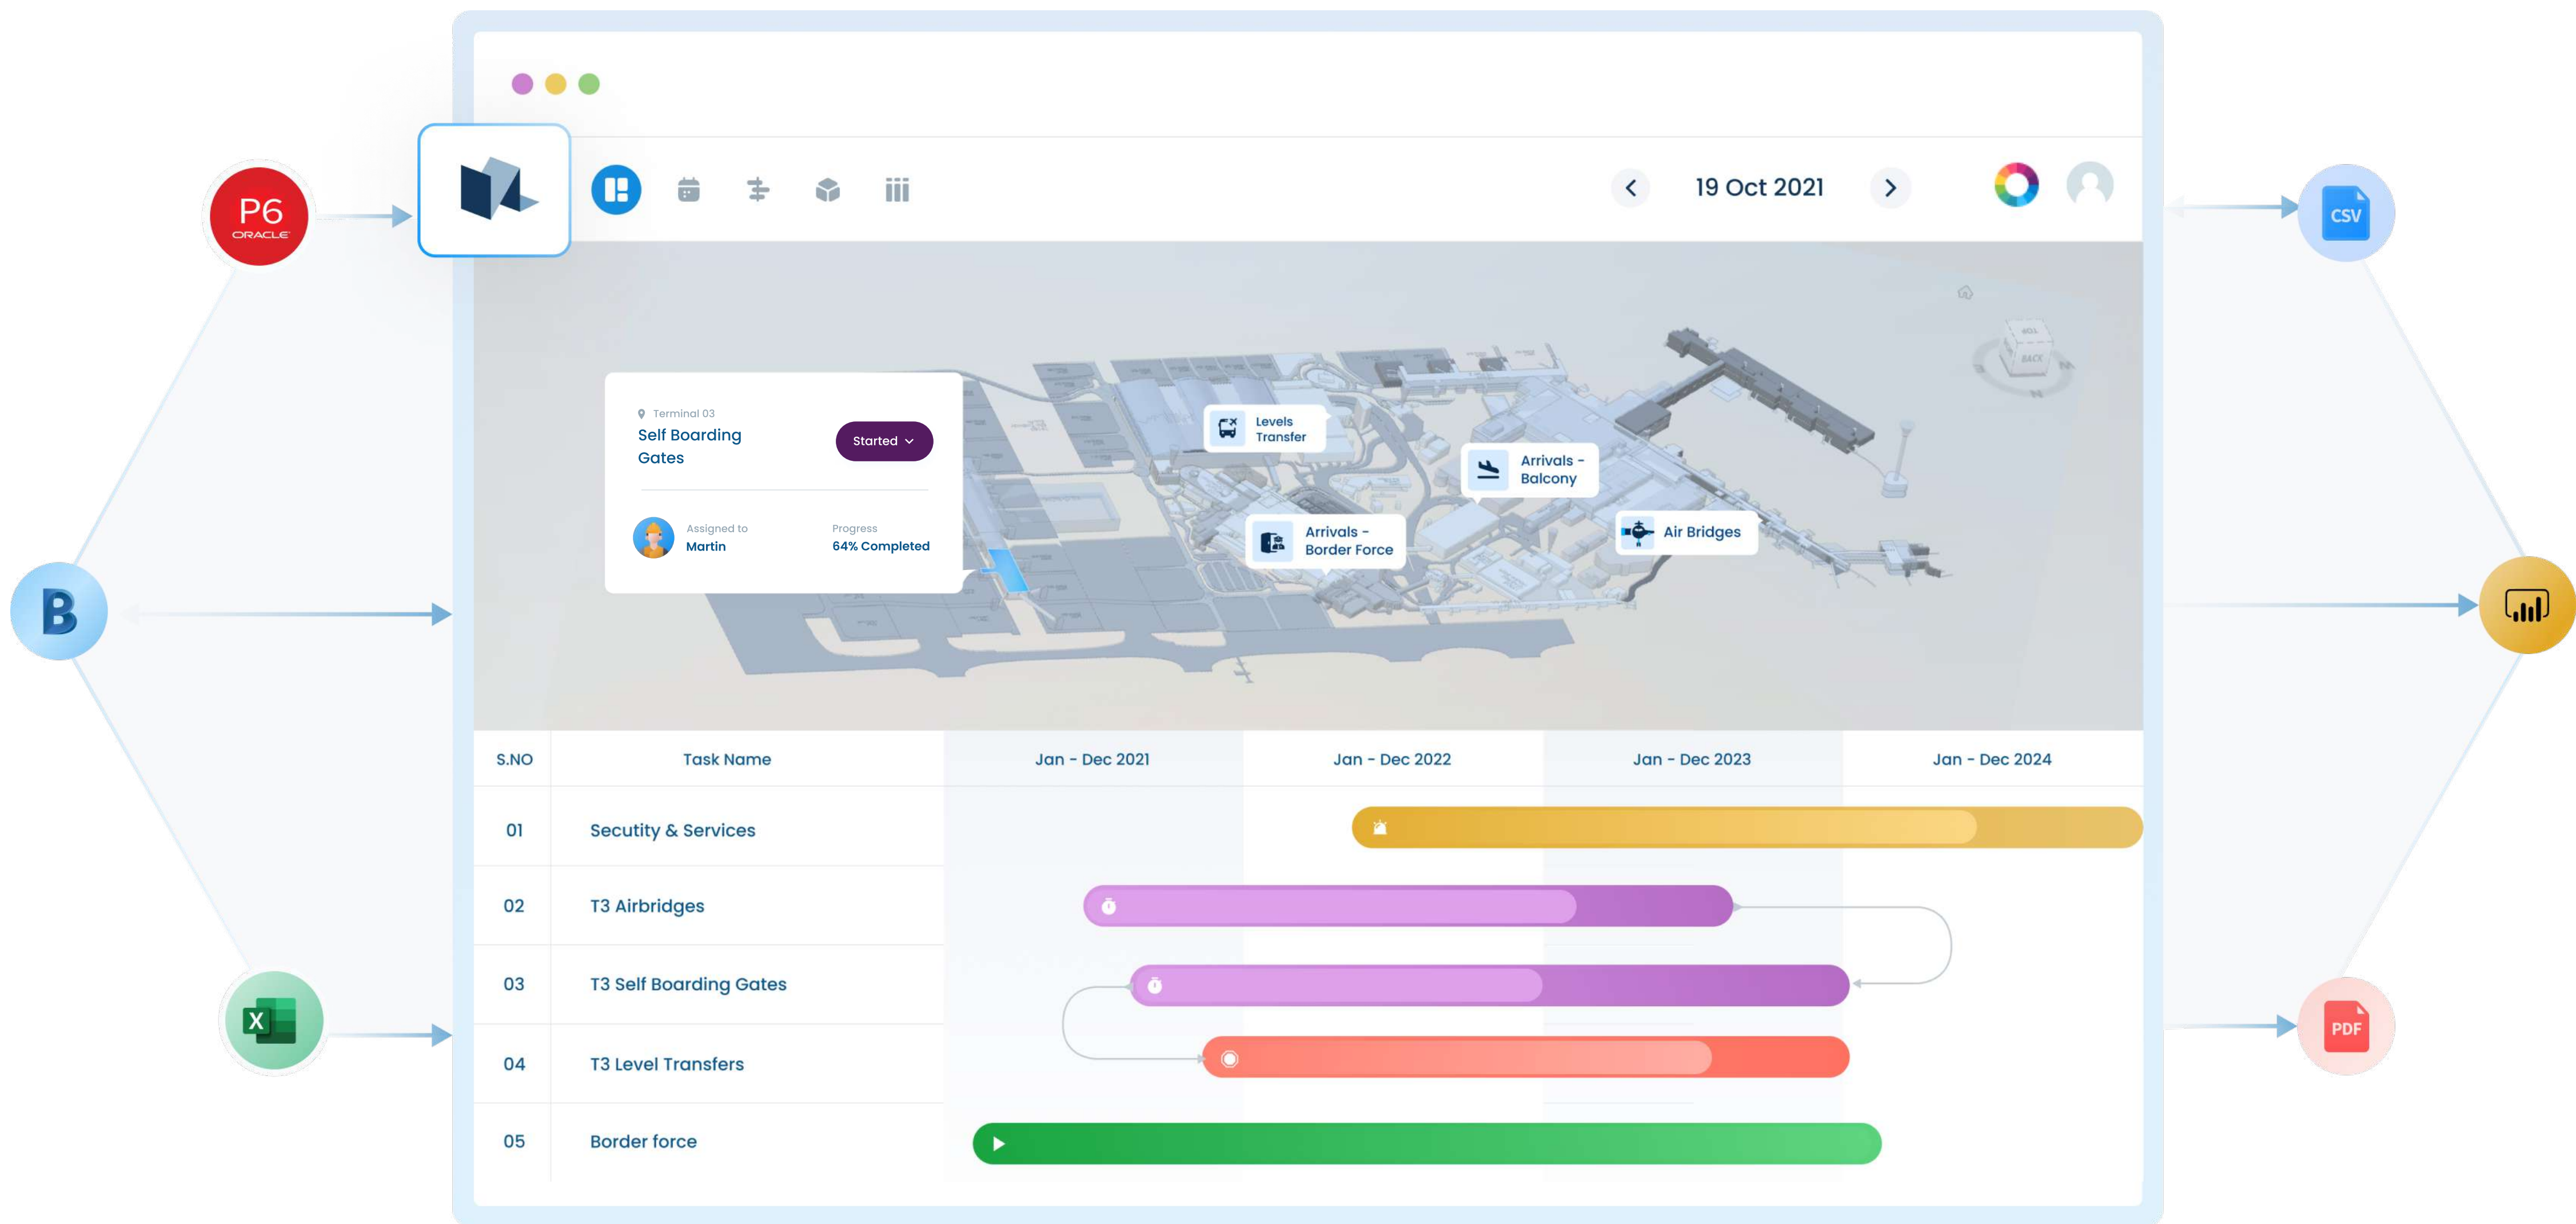 P6
ORACLE
19 Oct 2021
CSV
TOP
BACK
Terminal 03
Self Boarding
Gates
Started
Assigned to
Martin
Progress
64% Completed
Levels
Transfer
Arrivals -
Balcony
Arrivals -
Border Force
Air Bridges
B
X
PDF
S.NO Task Name Jan - Dec 2021 Jan - Dec 2022 Jan - Dec 2023 Jan - Dec 2024
01 Secutity & Services
02 T3 Airbridges
03 T3 Self Boarding Gates
04 T3 Level Transfers
05 Border force